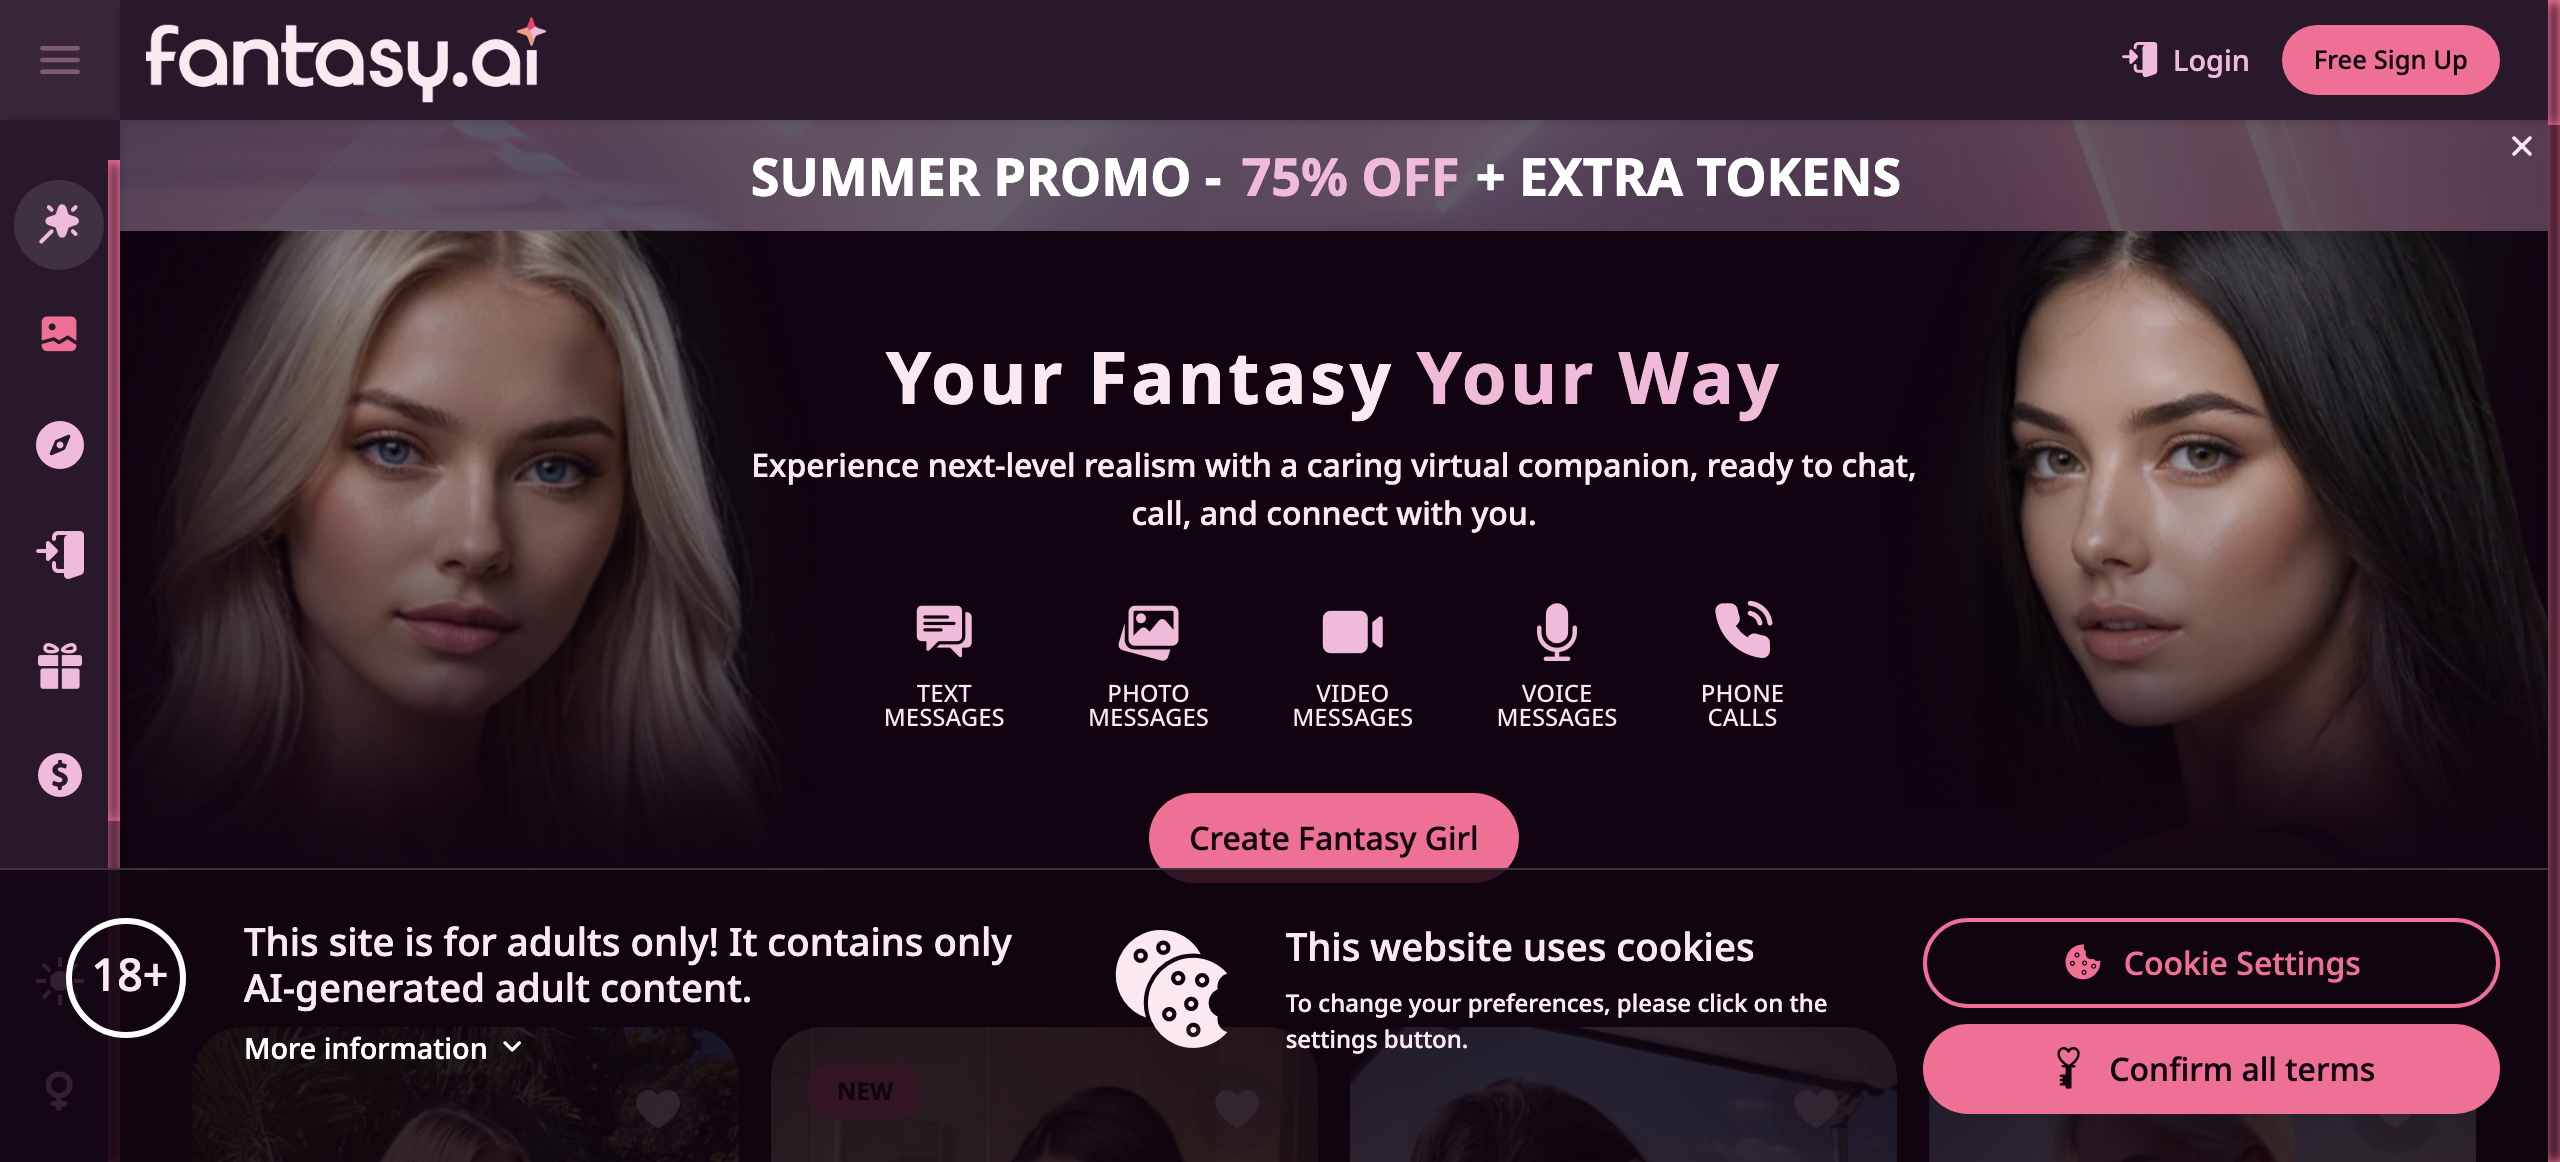 fantasy.ai
Login
Free Sign Up
SUMMER PROMO - 75% OFF + EXTRA TOKENS
Your Fantasy Your Way
Experience next-level realism with a caring virtual companion, ready to chat,
call, and connect with you.
TEXT
MESSAGES
PHOTO
MESSAGES
VIDEO
MESSAGES
VOICE
MESSAGES
PHONE
CALLS
Create Fantasy Girl
18+
This site is for adults only! It contains only
AI-generated adult content.
More information
This website uses cookies
To change your preferences, please click on the
settings button.
Cookie Settings
Confirm all terms
NEW